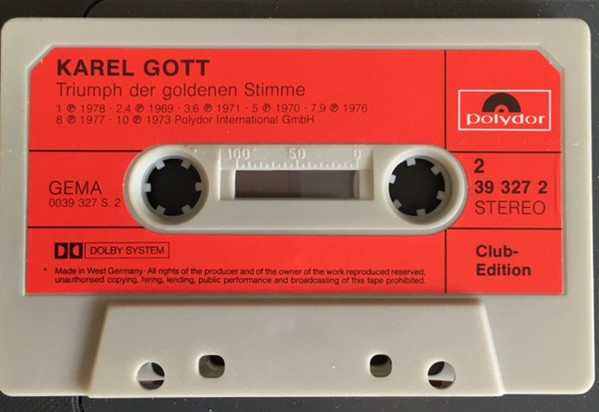 KAREL GOTT
Triumph der goldenen Stimme
1 ℗ 1978 · 2,4 ℗ 1969 · 3,6 ℗ 1971 · 5 ℗ 1970 · 7,9 ℗ 1976
8 ℗ 1977 · 10 ℗ 1973 Polydor International GmbH
polydor
100 50 0
GEMA
0039 327 S. 2
2
39 327 2
STEREO
DOLBY SYSTEM
Club-
Edition
* Made in West Germany · All rights of the producer and of the owner of the work reproduced reserved,
unauthorised copying, hiring, lending, public performance and broadcasting of this tape prohibited.